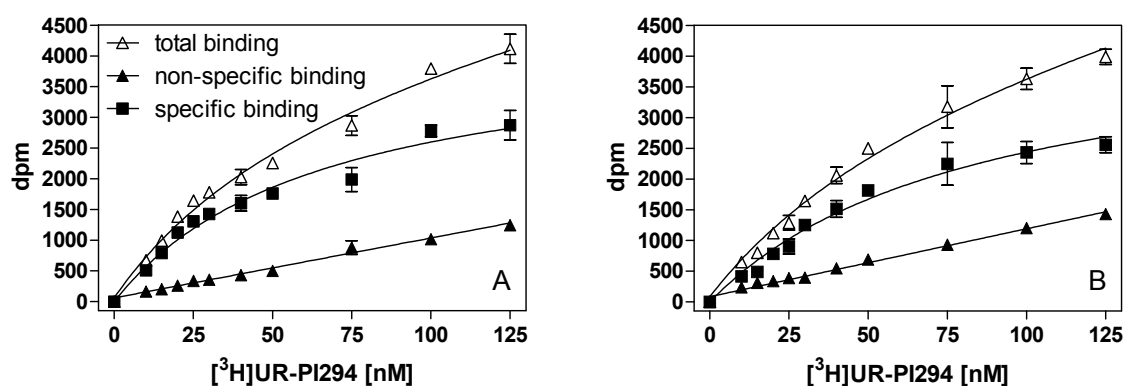 4500
4000
3500
3000
2500
2000
1500
1000
500
0
dpm
total binding
non-specific binding
specific binding
A
0 25 50 75 100 125
[³H]UR-PI294 [nM]
4500
4000
3500
3000
2500
2000
1500
1000
500
0
dpm
B
0 25 50 75 100 125
[³H]UR-PI294 [nM]